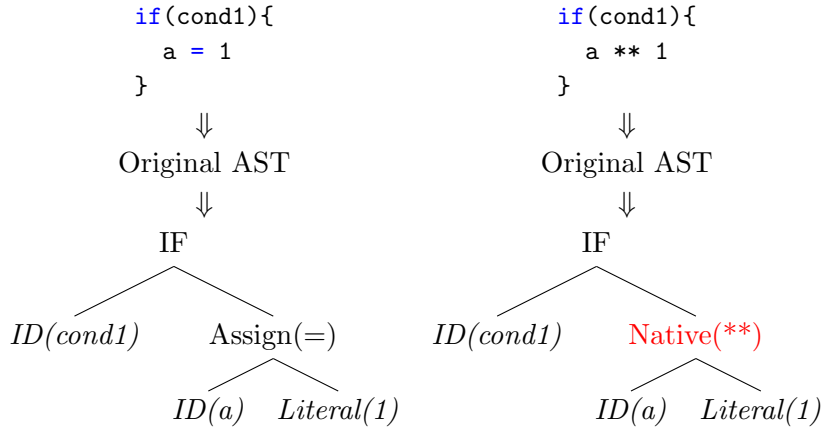 if(cond1){
  a = 1
}
⇓
Original AST
⇓
IF
ID(cond1) Assign(=)
ID(a) Literal(1)
if(cond1){
  a ** 1
}
⇓
Original AST
⇓
IF
ID(cond1) Native(**)
ID(a) Literal(1)